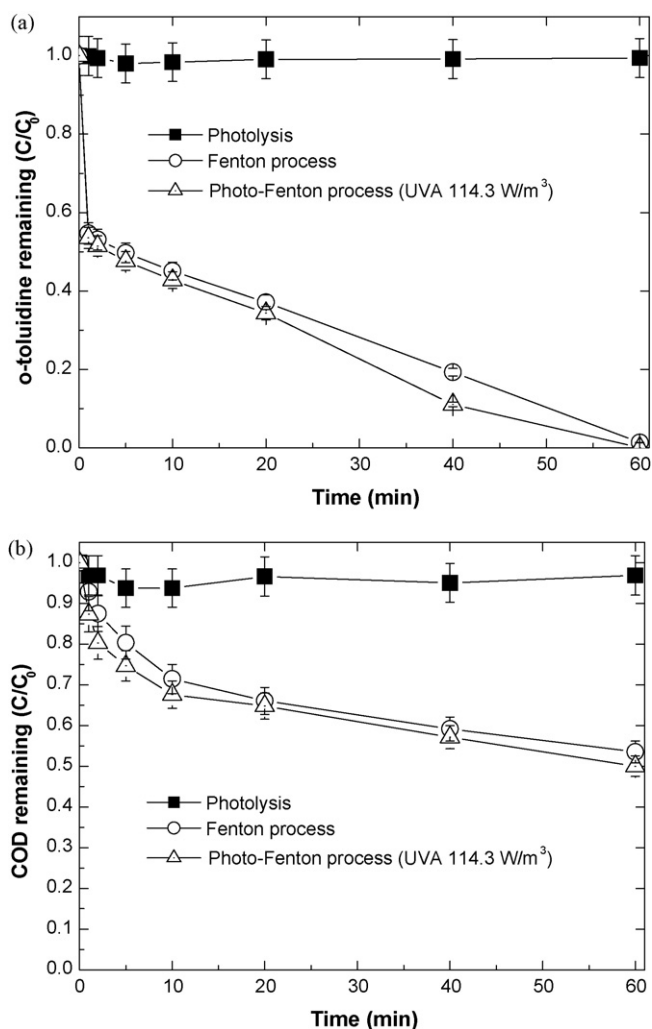 (a)
1.0
0.8
0.6
0.4
0.2
0.0
o-toluidine remaining (C/C₀)
Photolysis
Fenton process
Photo-Fenton process (UVA 114.3 W/m³)
0 10 20 30 40 50 60
Time (min)
(b)
1.0
0.9
0.8
0.7
0.6
0.5
0.4
0.3
0.2
0.1
0.0
COD remaining (C/C₀)
Photolysis
Fenton process
Photo-Fenton process (UVA 114.3 W/m³)
0 10 20 30 40 50 60
Time (min)